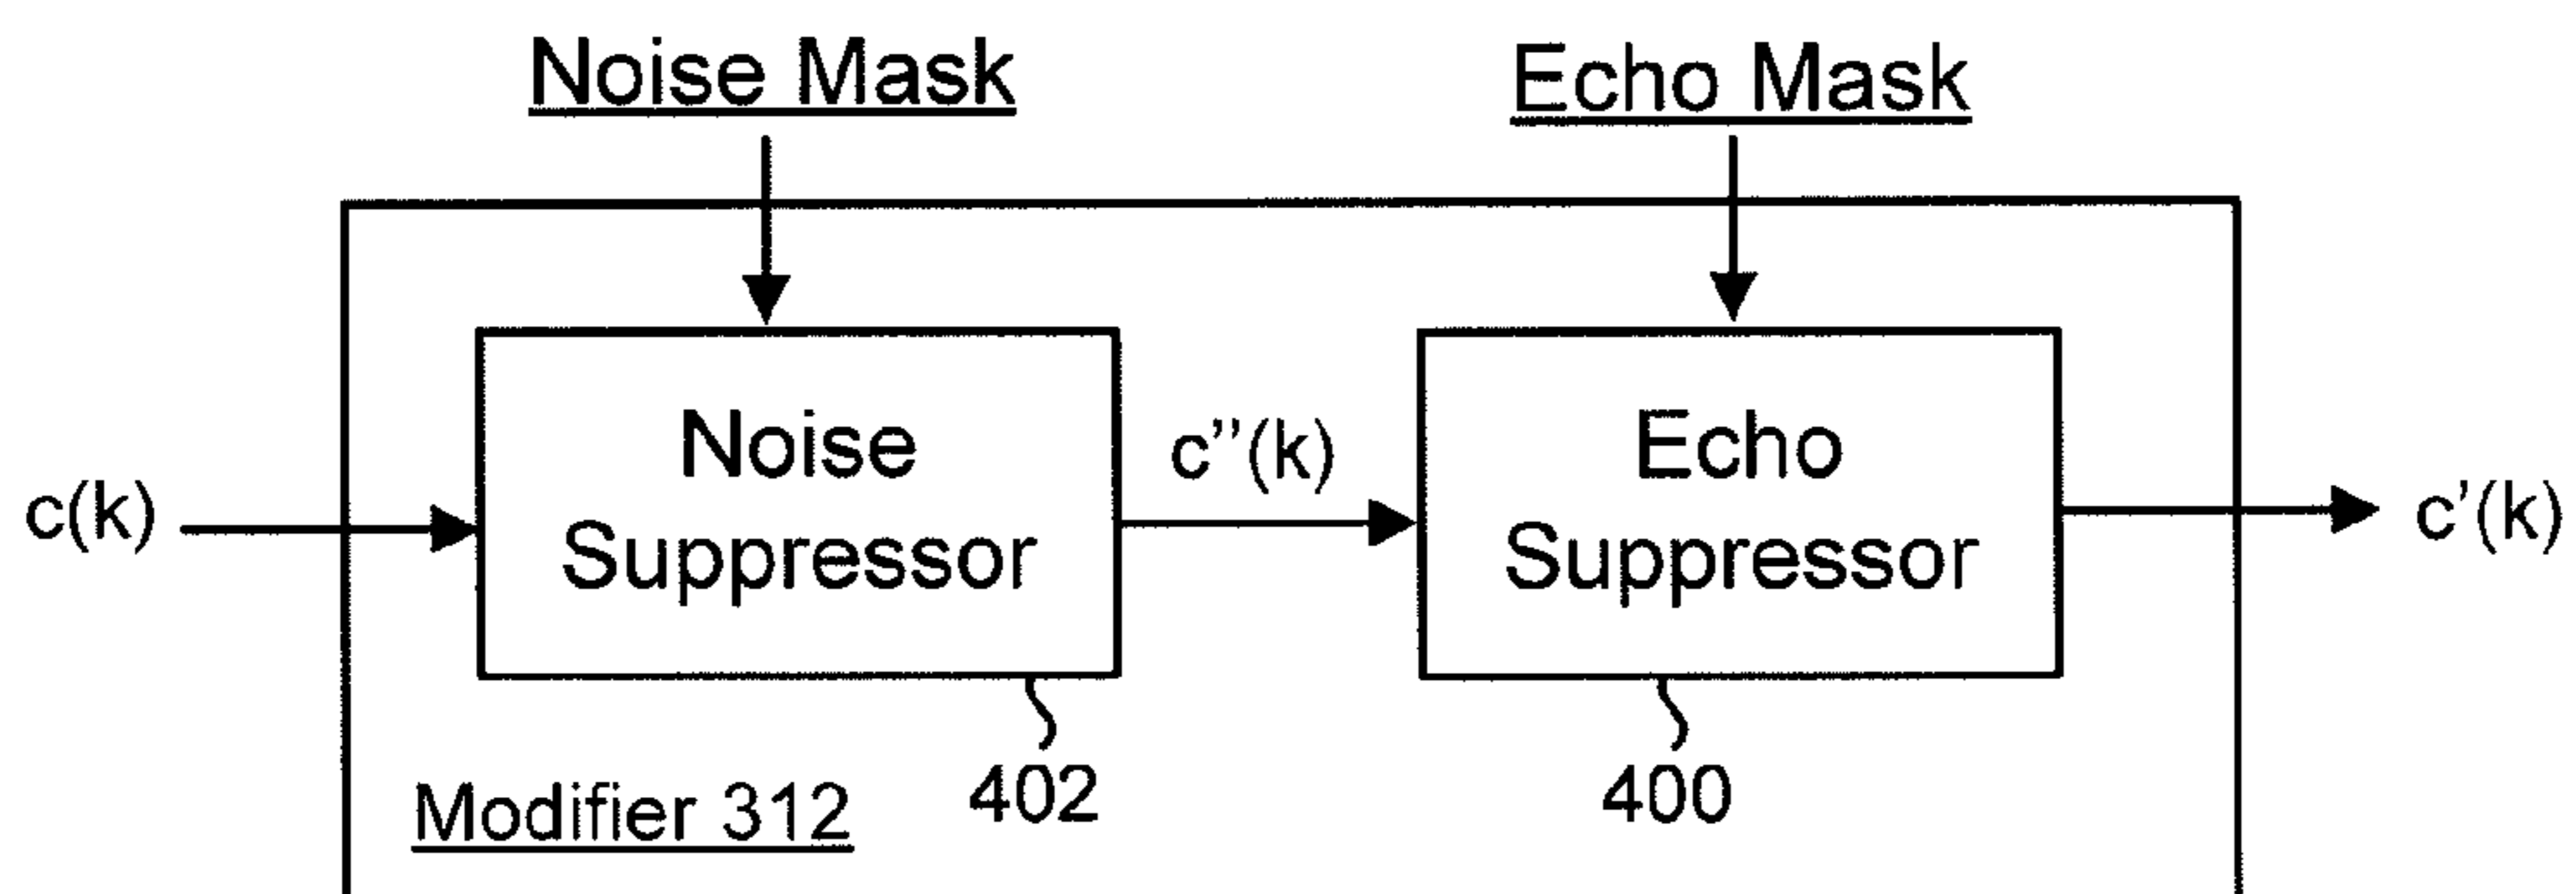 Noise Mask
Echo Mask
c(k)
Noise
Suppressor
c’’(k)
Echo
Suppressor
c’(k)
402
400
Modifier 312